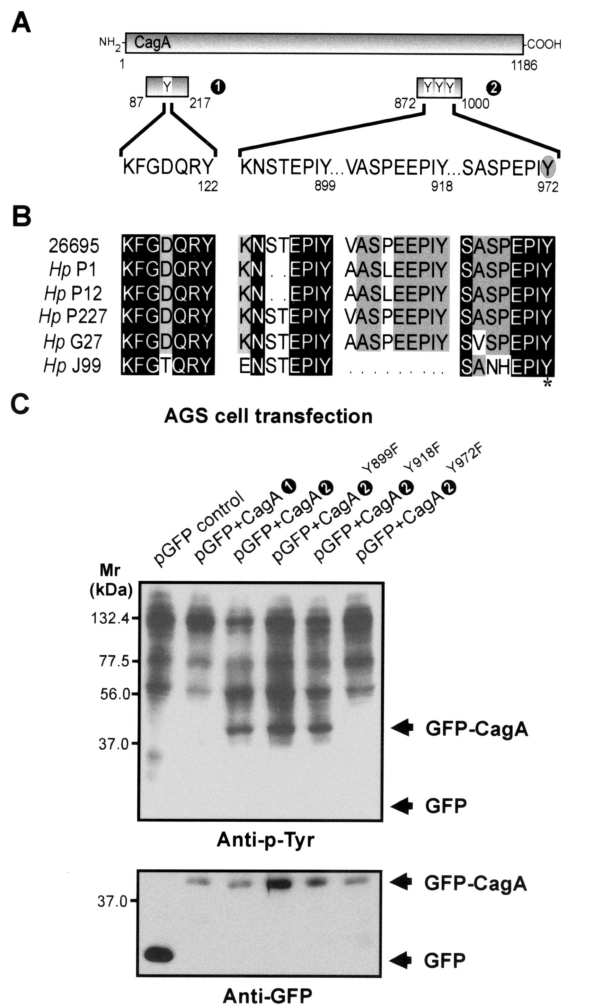 A
NH2 CagA COOH
1 1186
87 Y 217 1 872 Y Y Y 1000 2
KFGDQRY KNSTEPIY...VASPEEPIY...SASPEPIY
122 899 918 972
B
26695 KFGDQRY KNSTEPIY VASPEEPIY SASPEPIY
Hp P1 KFGDQRY KN..EPIY AASLEEPIY SASPEPIY
Hp P12 KFGDQRY KN..EPIY AASLEEPIY SASPEPIY
Hp P227 KFGDQRY KNSTEPIY VASPEEPIY SASPEPIY
Hp G27 KFGDQRY KNSTEPIY AASPEEPIY SVSPEPIY
Hp J99 KFGTQRY ENSTEPIY ......... SANHEPIY
*
C
AGS cell transfection
pGFP control
pGFP+CagA 1
pGFP+CagA 2
pGFP+CagA 2 Y899F
pGFP+CagA 2 Y918F
pGFP+CagA 2 Y972F
Mr
(kDa)
132.4
77.5
56.0
GFP-CagA
37.0
GFP
Anti-p-Tyr
GFP-CagA
37.0
GFP
Anti-GFP